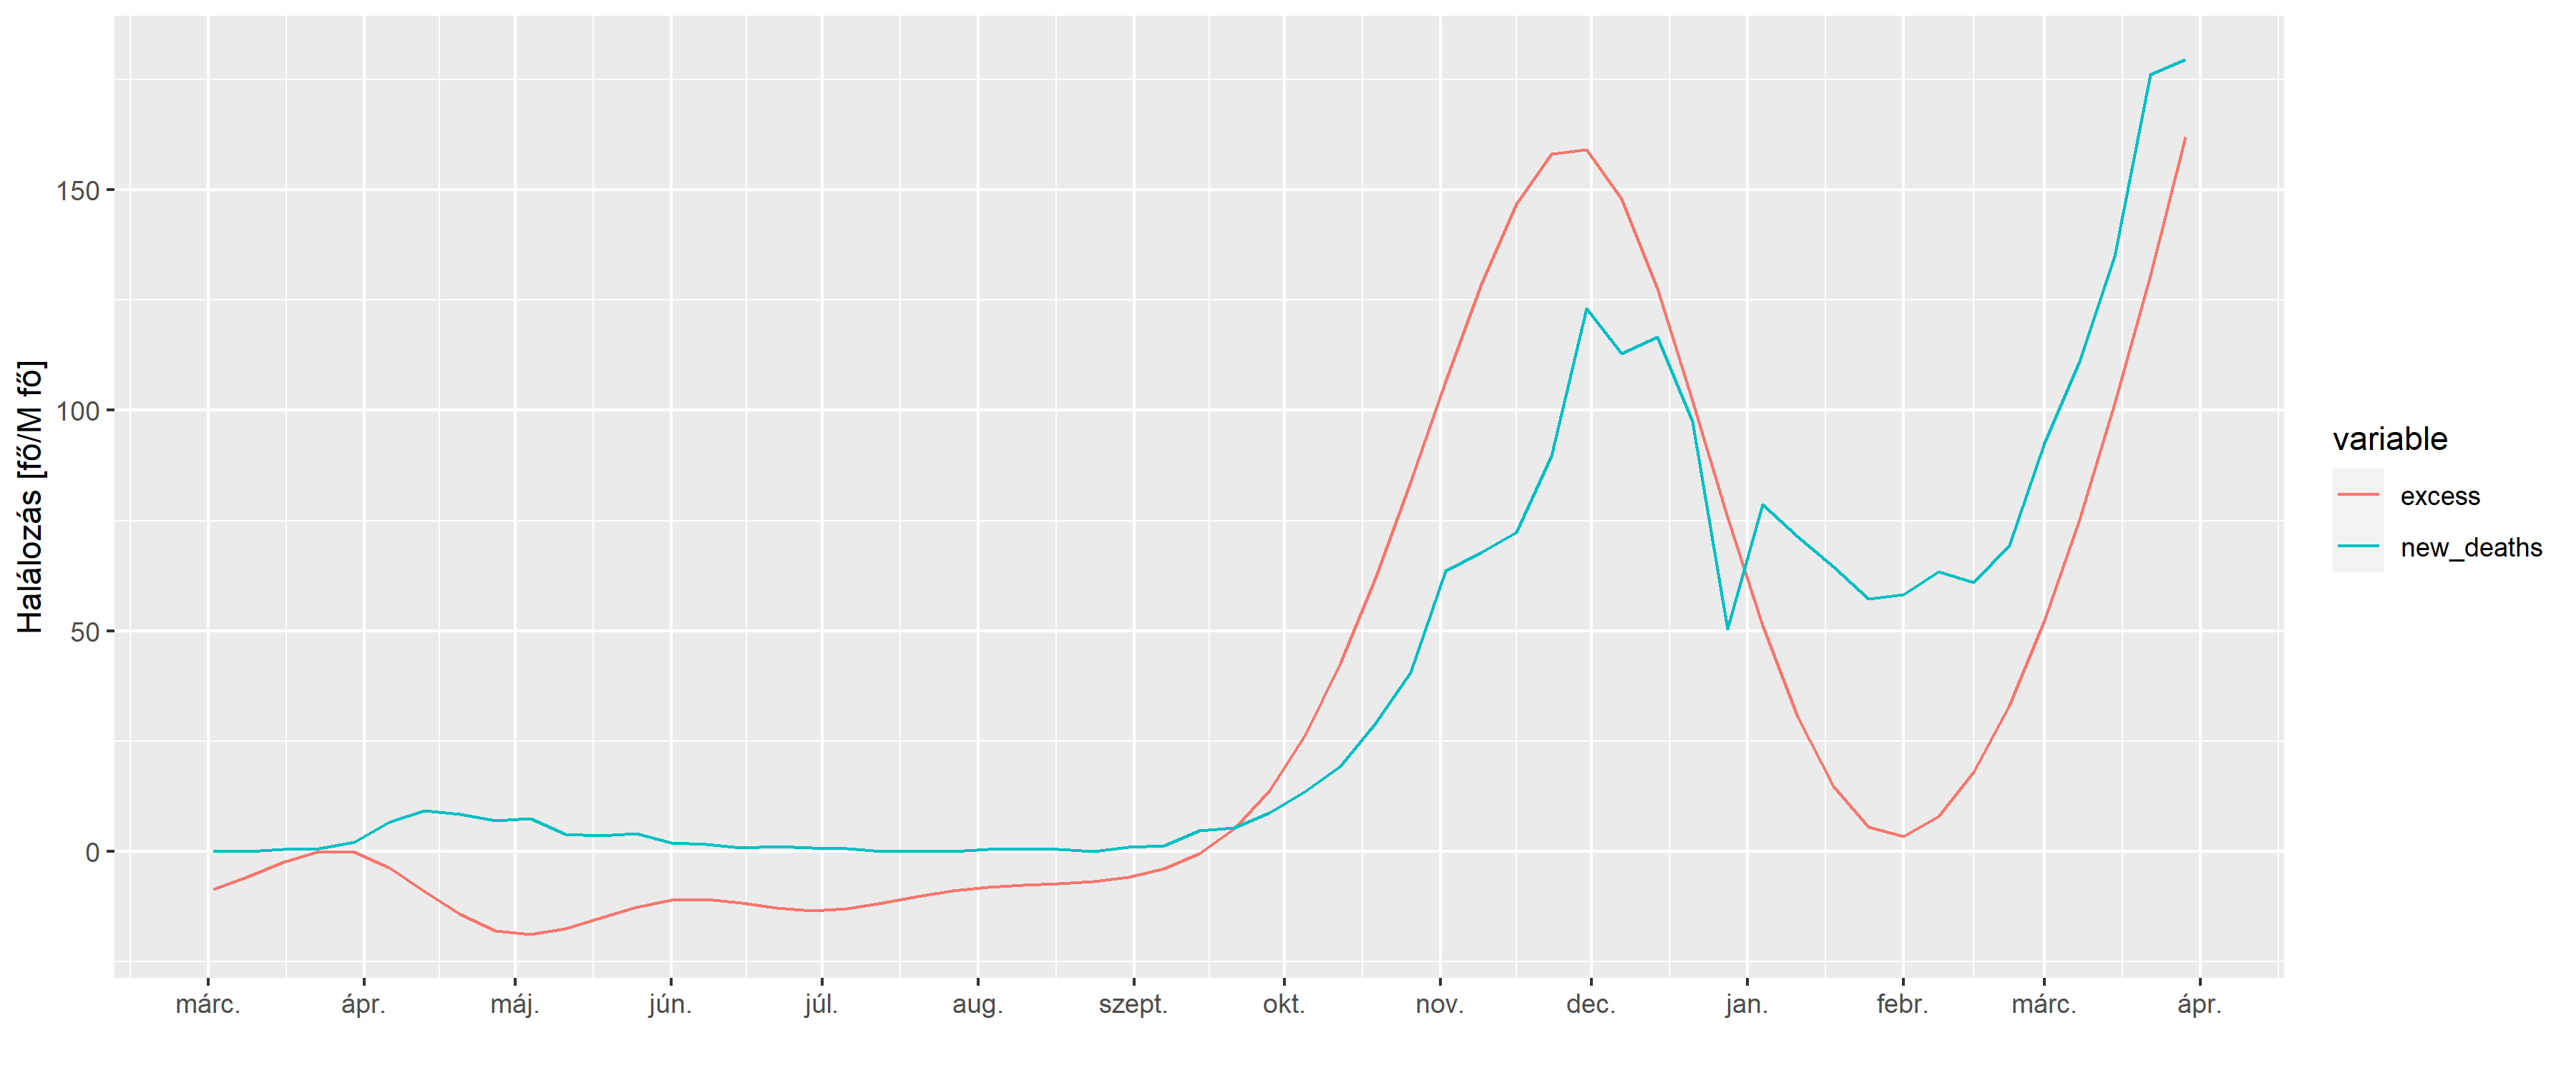 Halálozás [fő/M fő]
150
100
50
0
márc. ápr. máj. jún. júl. aug. szept. okt. nov. dec. jan. febr. márc. ápr.
variable
excess
new_deaths